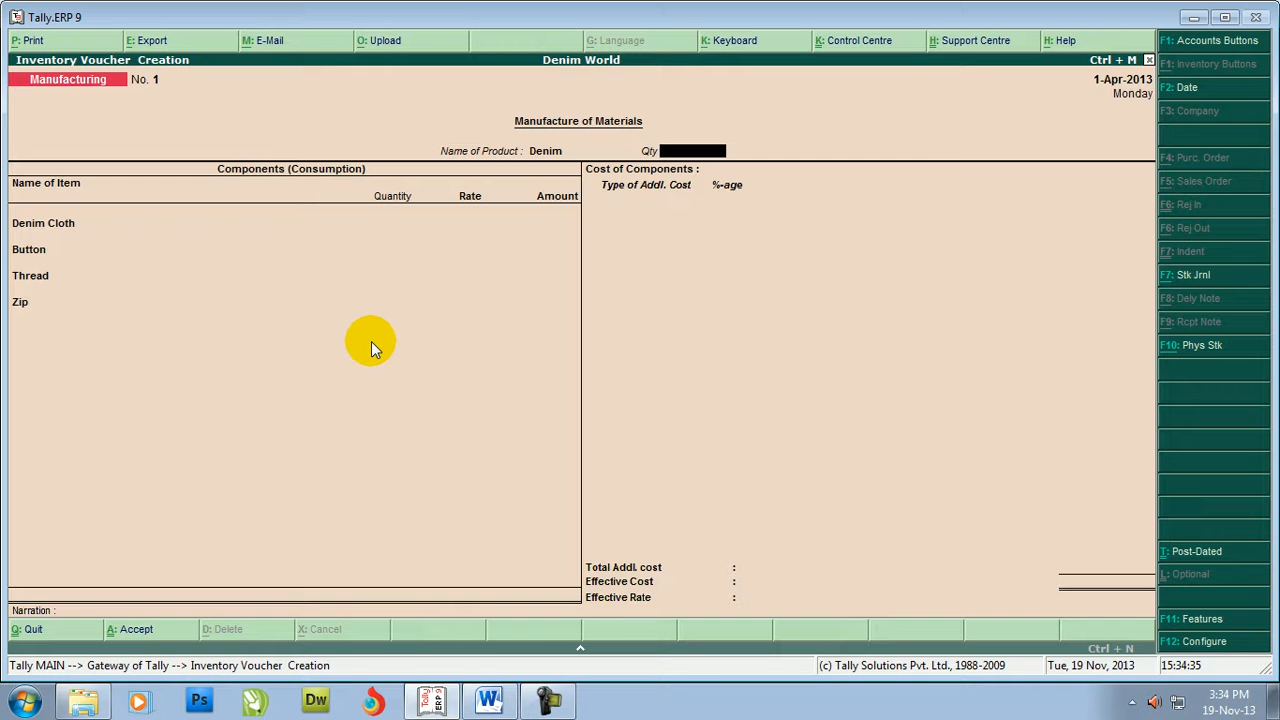 Tally.ERP 9
P: Print E: Export M: E-Mail O: Upload G: Language K: Keyboard K: Control Centre H: Support Centre H: Help
Inventory Voucher Creation Denim World Ctrl + M
Manufacturing No. 1 1-Apr-2013
Monday
Manufacture of Materials
Name of Product : Denim Qty
Components (Consumption) Cost of Components :
Name of Item Type of Addl. Cost %-age
Quantity Rate Amount
Denim Cloth
Button
Thread
Zip
Total Addl. cost :
Effective Cost :
Effective Rate :
Narration :
Q: Quit A: Accept D: Delete X: Cancel
Ctrl + N
Tally MAIN --> Gateway of Tally --> Inventory Voucher Creation (c) Tally Solutions Pvt. Ltd., 1988-2009 Tue, 19 Nov, 2013 15:34:35
F1: Accounts Buttons
F1: Inventory Buttons
F2: Date
F3: Company
F4: Purc. Order
F5: Sales Order
F6: Rej In
F6: Rej Out
F7: Indent
F7: Stk Jrnl
F8: Dely Note
F9: Rcpt Note
F10: Phys Stk
T: Post-Dated
L: Optional
F11: Features
F12: Configure
Ps Dw Tally ERP 9 W
3:34 PM
19-Nov-13